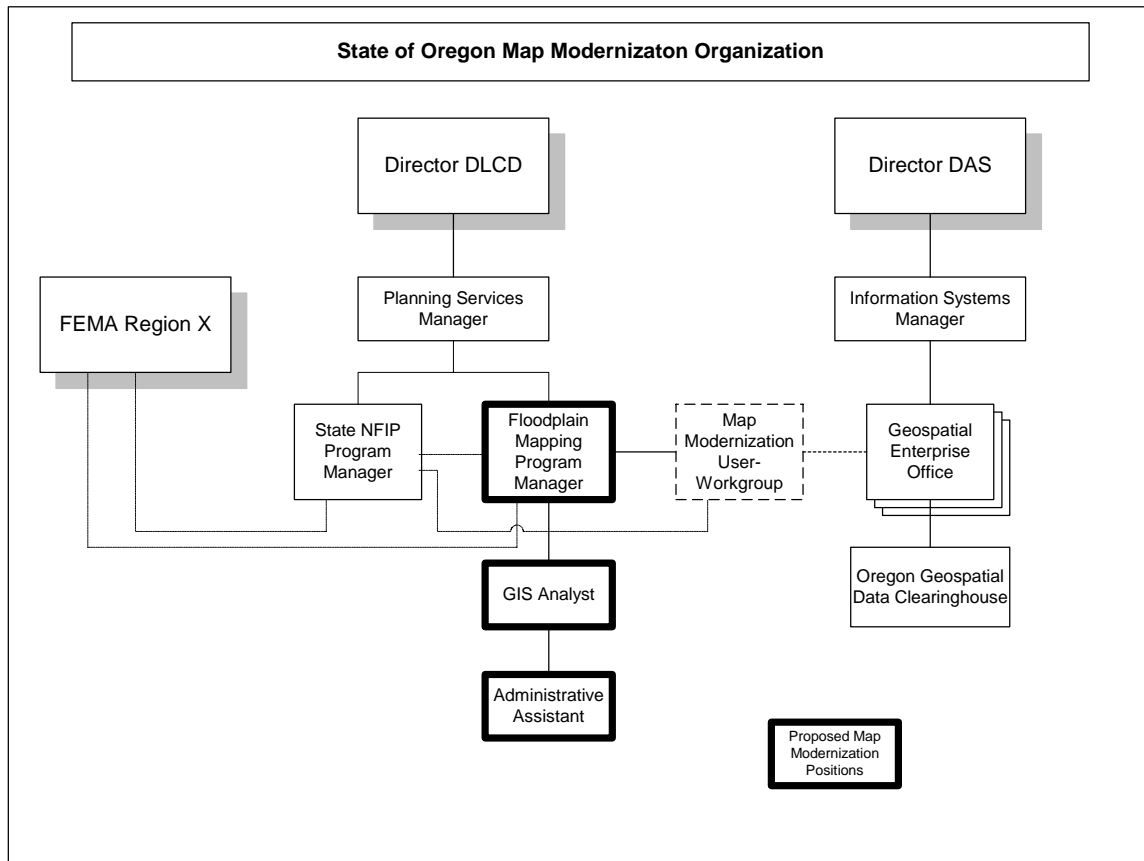 State of Oregon Map Modernizaton Organization
Director DLCD
Director DAS
FEMA Region X
Planning Services
Manager
Information Systems
Manager
State NFIP
Program
Manager
Floodplain
Mapping
Program
Manager
Map
Modernization
User-
Workgroup
Geospatial
Enterprise
Office
GIS Analyst
Oregon Geospatial
Data Clearinghouse
Administrative
Assistant
Proposed Map
Modernization
Positions